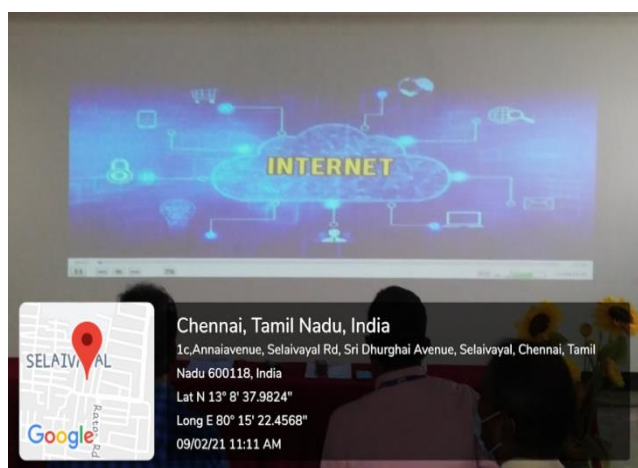 INTERNET
Chennai, Tamil Nadu, India
1c,Annaiavenue, Selaivayal Rd, Sri Dhurghai Avenue, Selaivayal, Chennai, Tamil
Nadu 600118, India
Lat N 13° 8' 37.9824"
Long E 80° 15' 22.4568"
09/02/21 11:11 AM
SELAIVAYAL
Google